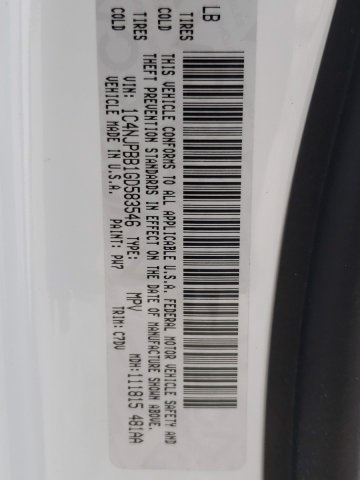 LB
TIRES COLD
TIRES COLD
THIS VEHICLE CONFORMS TO ALL APPLICABLE U.S.A. FEDERAL MOTOR VEHICLE SAFETY AND
THEFT PREVENTION STANDARDS IN EFFECT ON THE DATE OF MANUFACTURE SHOWN ABOVE.
VIN: 1C4NJPBB1GD583546 TYPE: MPV MDH: 111815 481AA
VEHICLE MADE IN U.S.A. PAINT: PW7 TRIM: C7DV